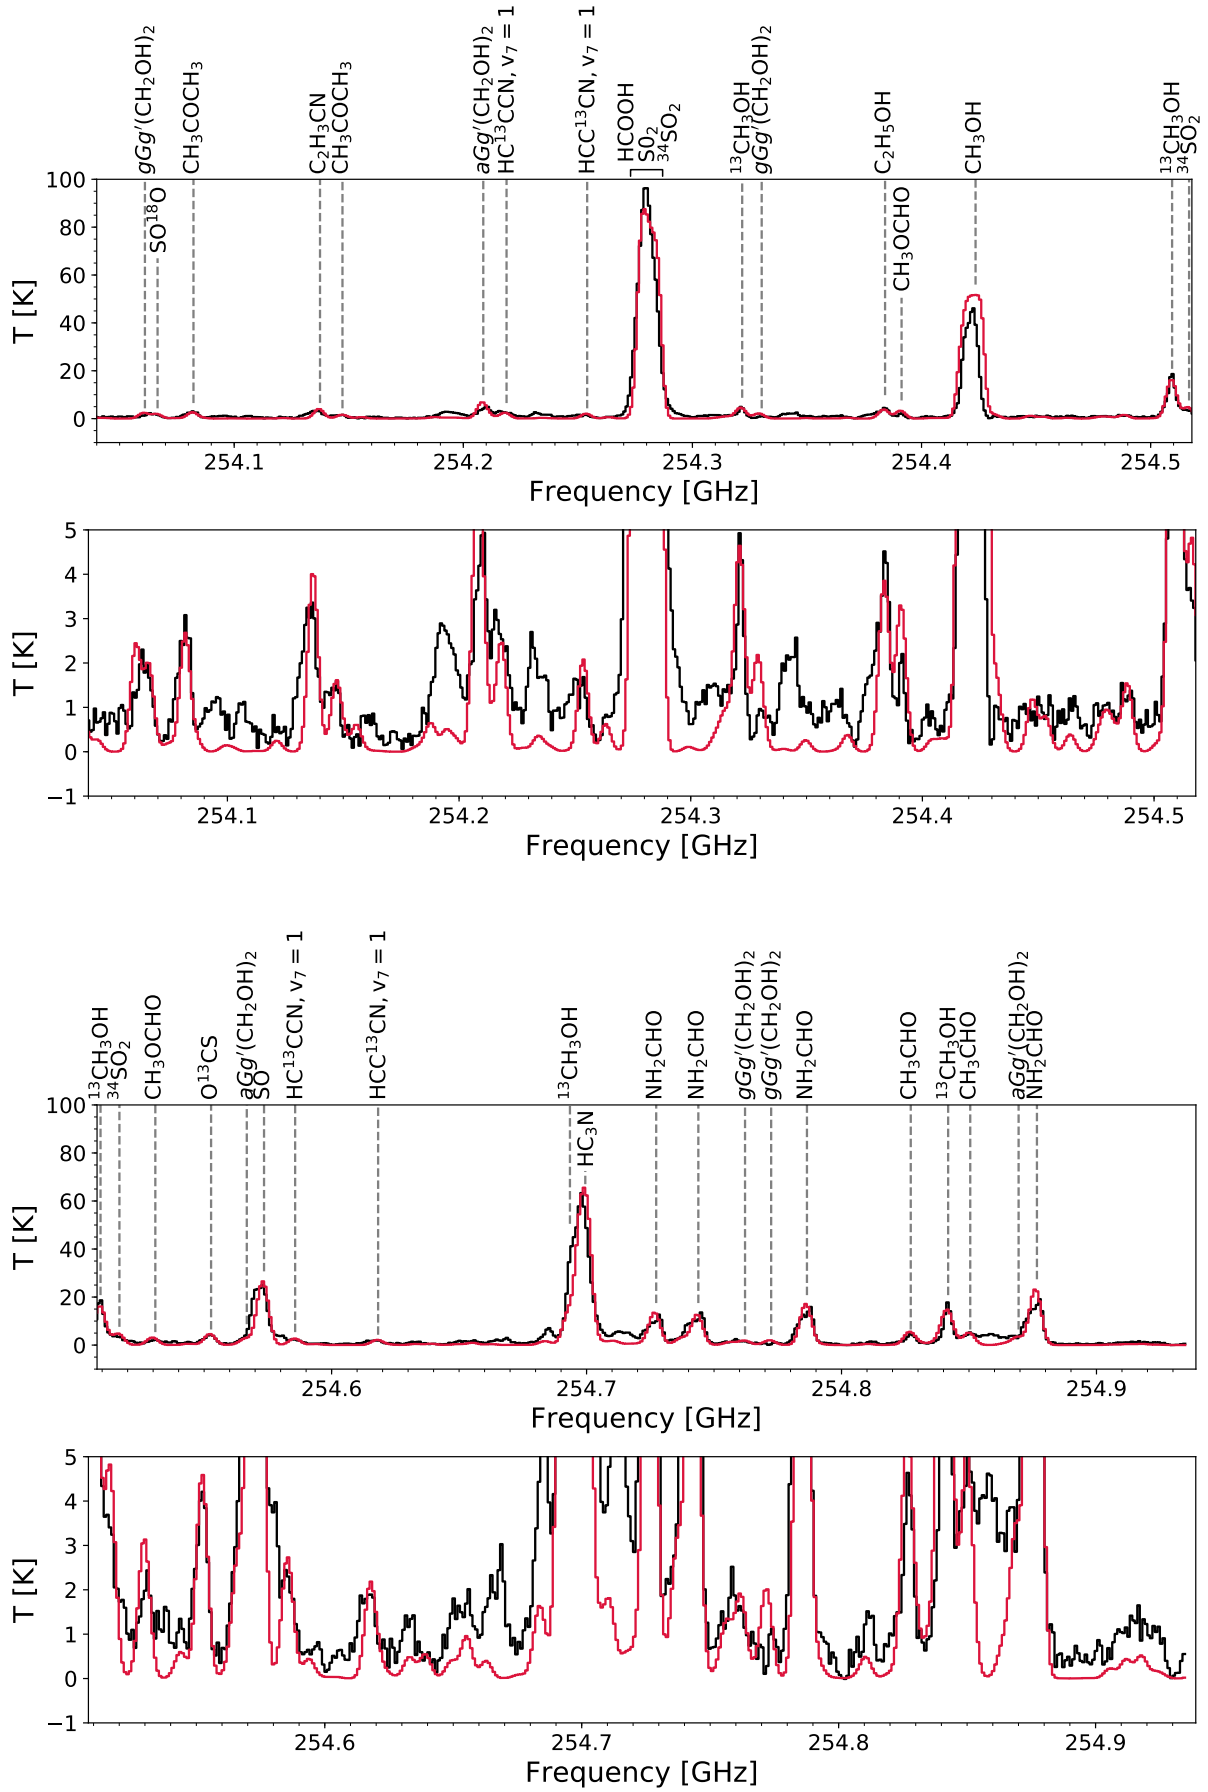 gGg′(CH₂OH)₂
SO¹⁸O
CH₃COCH₃
C₂H₃CN
CH₃COCH₃
aGg′(CH₂OH)₂
HC¹³CCN, v₇ = 1
HCC¹³CN, v₇ = 1
HCOOH
S0₂
³⁴SO₂
¹³CH₃OH
gGg′(CH₂OH)₂
C₂H₅OH
CH₃OCHO
CH₃OH
¹³CH₃OH
³⁴SO₂
100
80
60
40
20
0
T [K]
254.1 254.2 254.3 254.4 254.5
Frequency [GHz]
5
4
3
2
1
0
−1
T [K]
254.1 254.2 254.3 254.4 254.5
Frequency [GHz]
¹³CH₃OH
³⁴SO₂
CH₃OCHO
O¹³CS
aGg′(CH₂OH)₂
SO
HC¹³CCN, v₇ = 1
HCC¹³CN, v₇ = 1
¹³CH₃OH
HC₃N
NH₂CHO
NH₂CHO
gGg′(CH₂OH)₂
gGg′(CH₂OH)₂
NH₂CHO
CH₃CHO
¹³CH₃OH
CH₃CHO
aGg′(CH₂OH)₂
NH₂CHO
100
80
60
40
20
0
T [K]
254.6 254.7 254.8 254.9
Frequency [GHz]
5
4
3
2
1
0
−1
T [K]
254.6 254.7 254.8 254.9
Frequency [GHz]